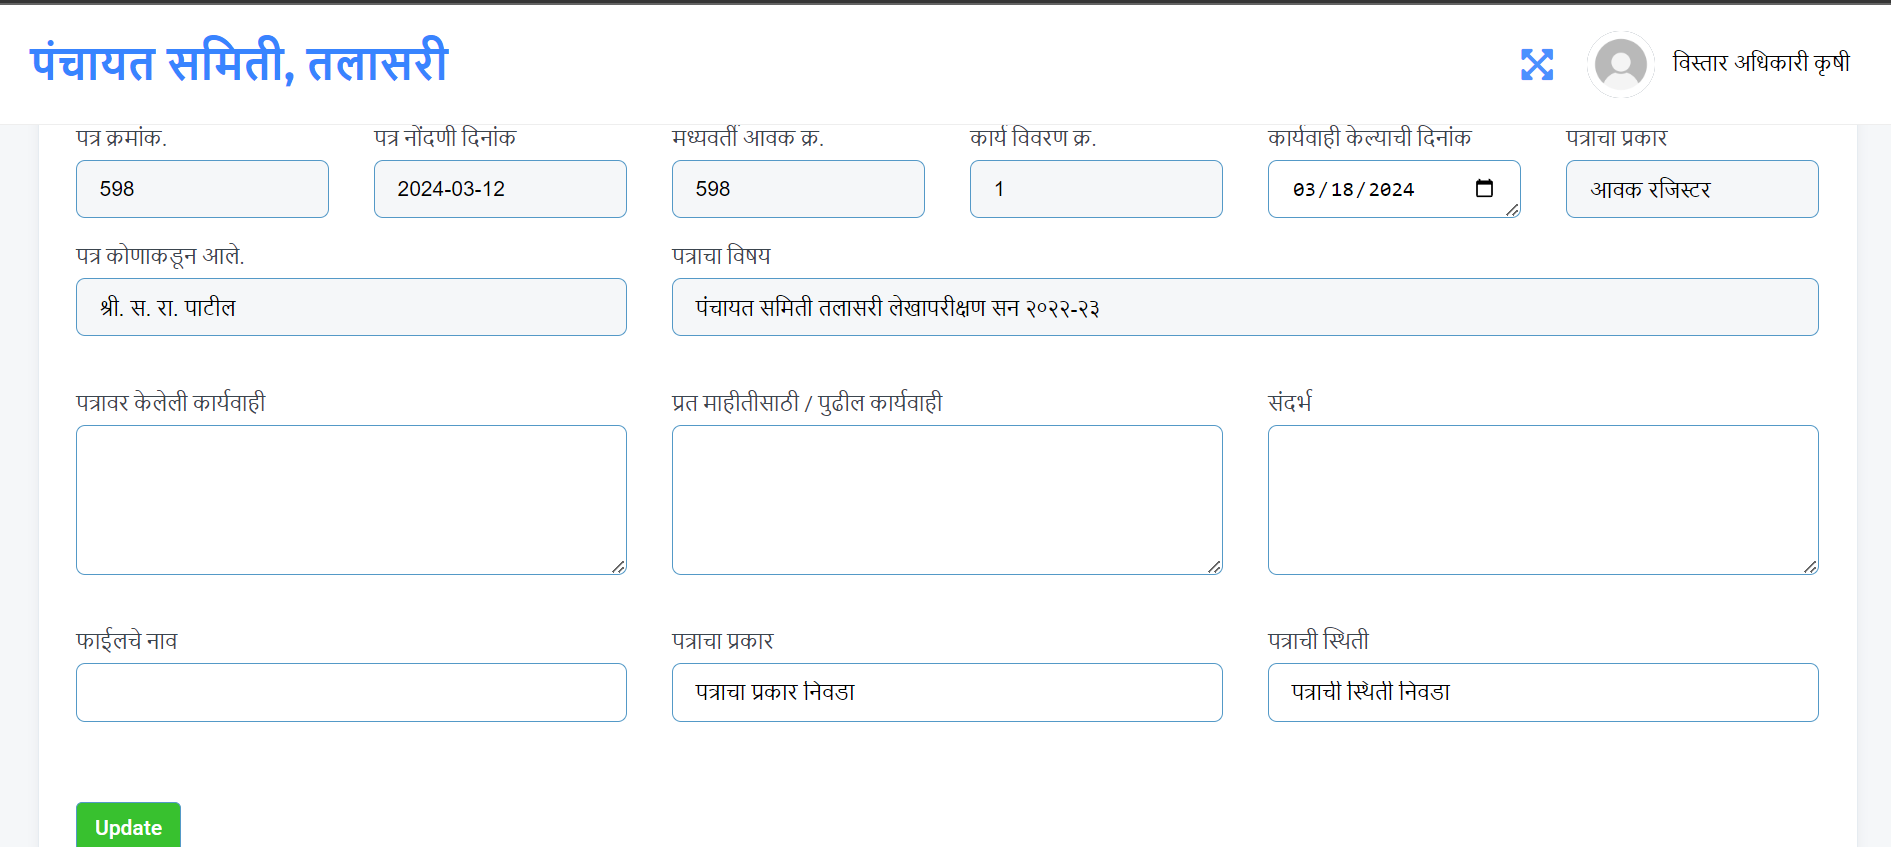 पंचायत समिती, तलासरी
विस्तार अधिकारी कृषी
पत्र क्रमांक. पत्र नोंदणी दिनांक मध्यवर्ती आवक क्र. कार्य विवरण क्र. कार्यवाही केल्याची दिनांक पत्राचा प्रकार
598 2024-03-12 598 1 03/18/2024 आवक रजिस्टर
पत्र कोणाकडून आले. पत्राचा विषय
श्री. स. रा. पाटील पंचायत समिती तलासरी लेखापरीक्षण सन २०२२-२३
पत्रावर केलेली कार्यवाही प्रत माहीतीसाठी / पुढील कार्यवाही संदर्भ
फाईलचे नाव पत्राचा प्रकार पत्राची स्थिती
पत्राचा प्रकार निवडा पत्राची स्थिती निवडा
Update